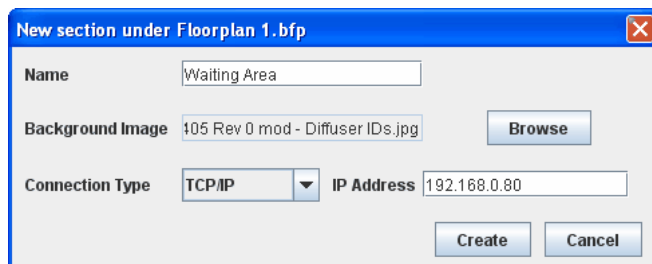 New section under Floorplan 1.bfp
Name Waiting Area
Background Image 405 Rev 0 mod - Diffuser IDs.jpg Browse
Connection Type TCP/IP IP Address 192.168.0.80
Create Cancel